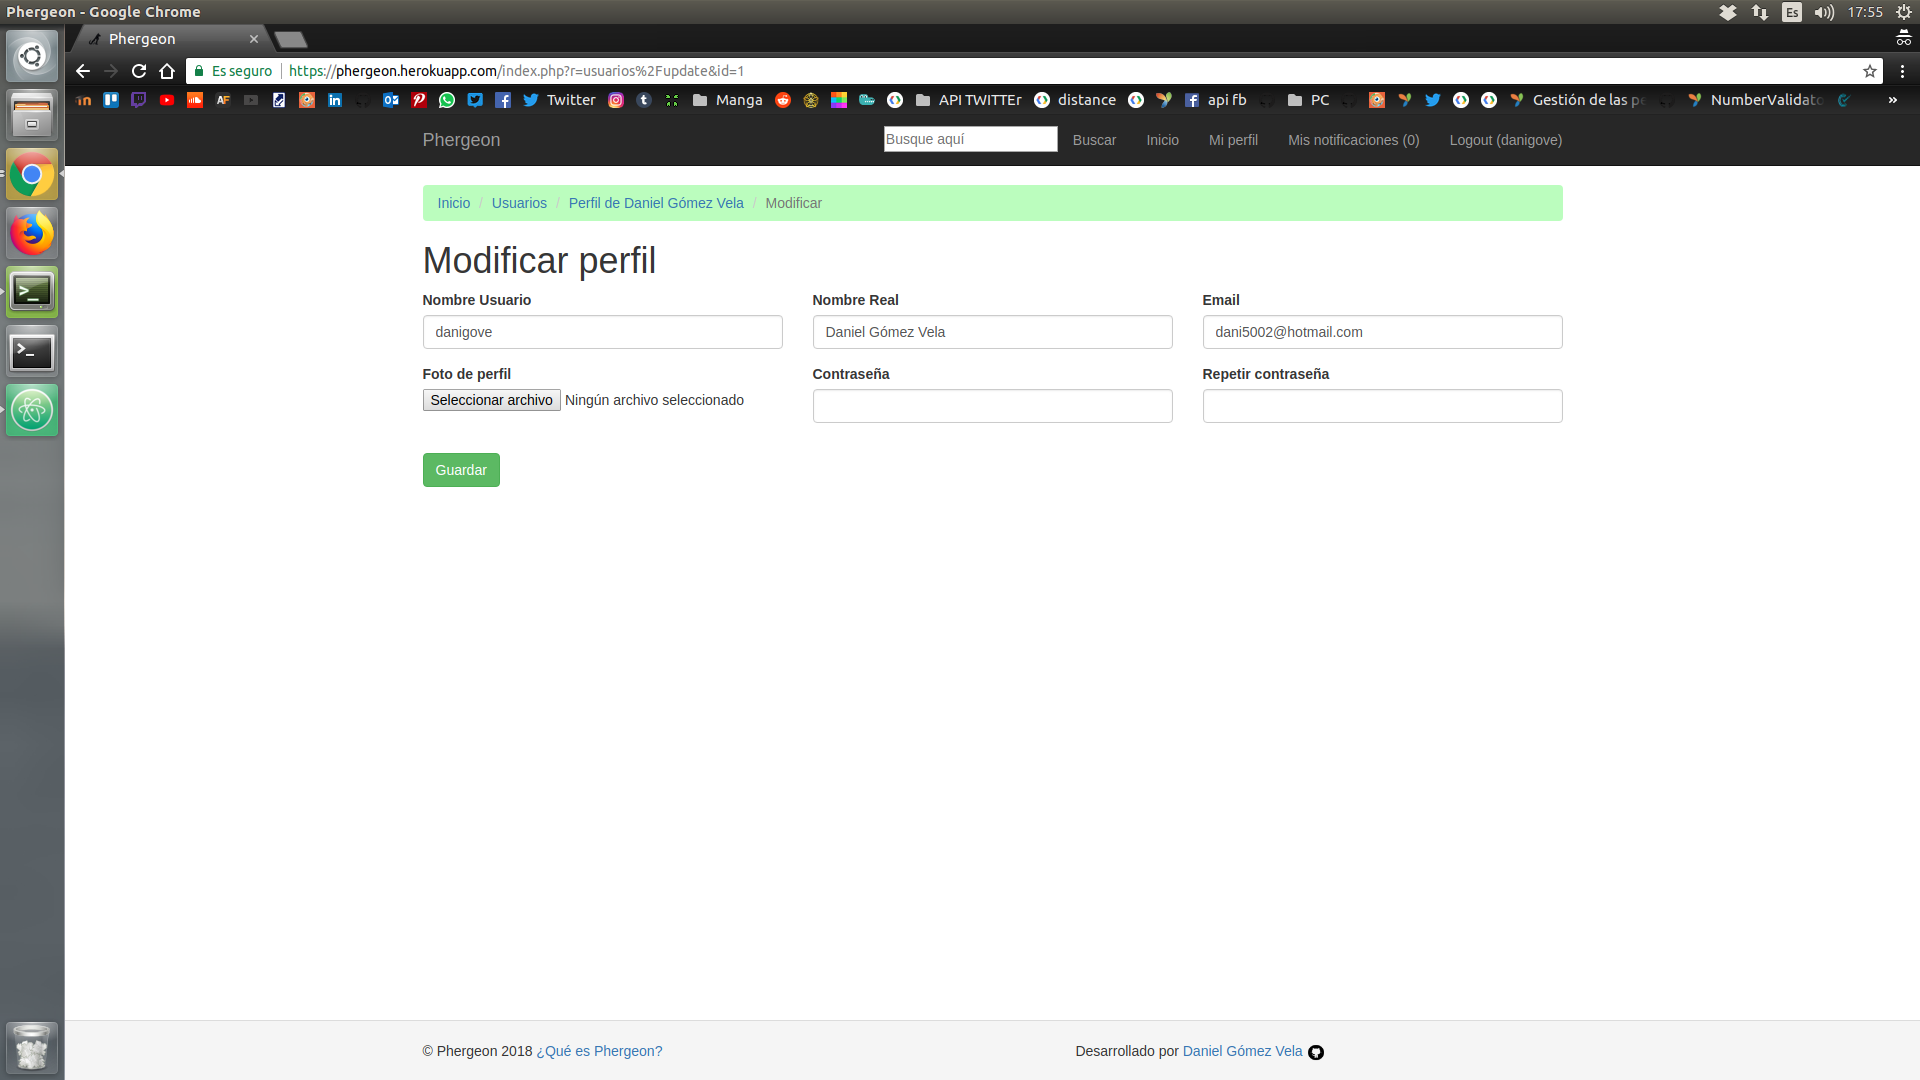 Phergeon - Google Chrome
Es
17:55
Phergeon
Es seguro
https://phergeon.herokuapp.com/index.php?r=usuarios%2Fupdate&id=1
AF
Twitter
Manga
API TWITTEr
distance
api fb
PC
Gestión de las pe
NumberValidato
»
Phergeon
Busque aquí
Buscar
Inicio
Mi perfil
Mis notificaciones (0)
Logout (danigove)
Inicio / Usuarios / Perfil de Daniel Gómez Vela / Modificar
Modificar perfil
Nombre Usuario
Nombre Real
Email
danigove
Daniel Gómez Vela
dani5002@hotmail.com
Foto de perfil
Contraseña
Repetir contraseña
Seleccionar archivo Ningún archivo seleccionado
Guardar
© Phergeon 2018 ¿Qué es Phergeon?
Desarrollado por Daniel Gómez Vela